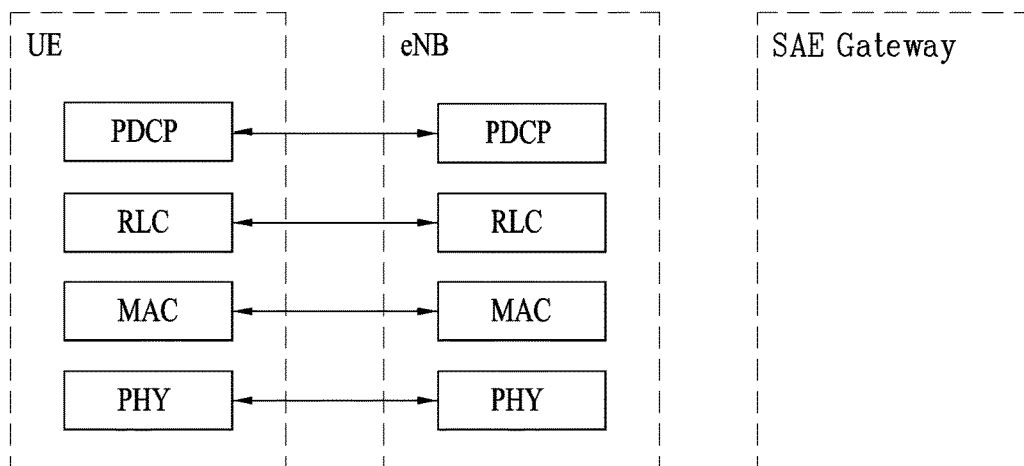 UE
eNB
SAE Gateway
PDCP
PDCP
RLC
RLC
MAC
MAC
PHY
PHY